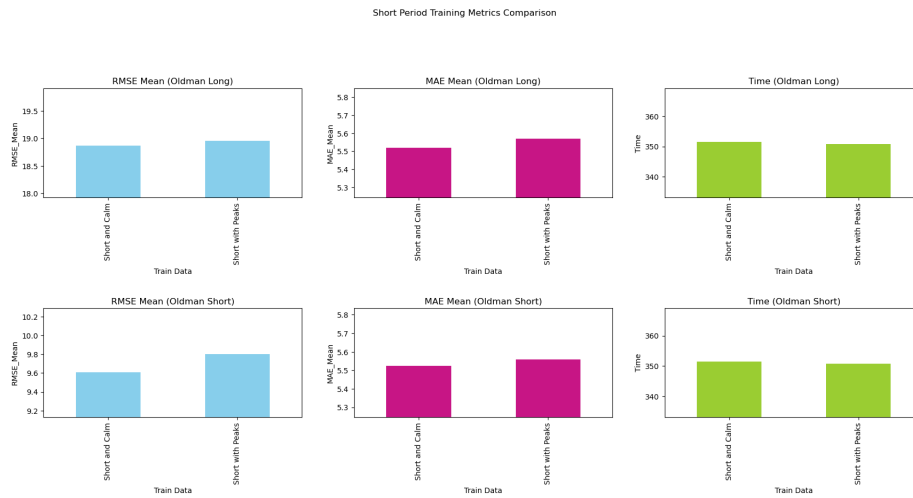 Short Period Training Metrics Comparison
RMSE Mean (Oldman Long)
RMSE_Mean
19.5
19.0
18.5
18.0
Short and Calm
Short with Peaks
Train Data
MAE Mean (Oldman Long)
MAE_Mean
5.8
5.7
5.6
5.5
5.4
5.3
Short and Calm
Short with Peaks
Train Data
Time (Oldman Long)
Time
360
350
340
Short and Calm
Short with Peaks
Train Data
RMSE Mean (Oldman Short)
RMSE_Mean
10.2
10.0
9.8
9.6
9.4
9.2
Short and Calm
Short with Peaks
Train Data
MAE Mean (Oldman Short)
MAE_Mean
5.8
5.7
5.6
5.5
5.4
5.3
Short and Calm
Short with Peaks
Train Data
Time (Oldman Short)
Time
360
350
340
Short and Calm
Short with Peaks
Train Data